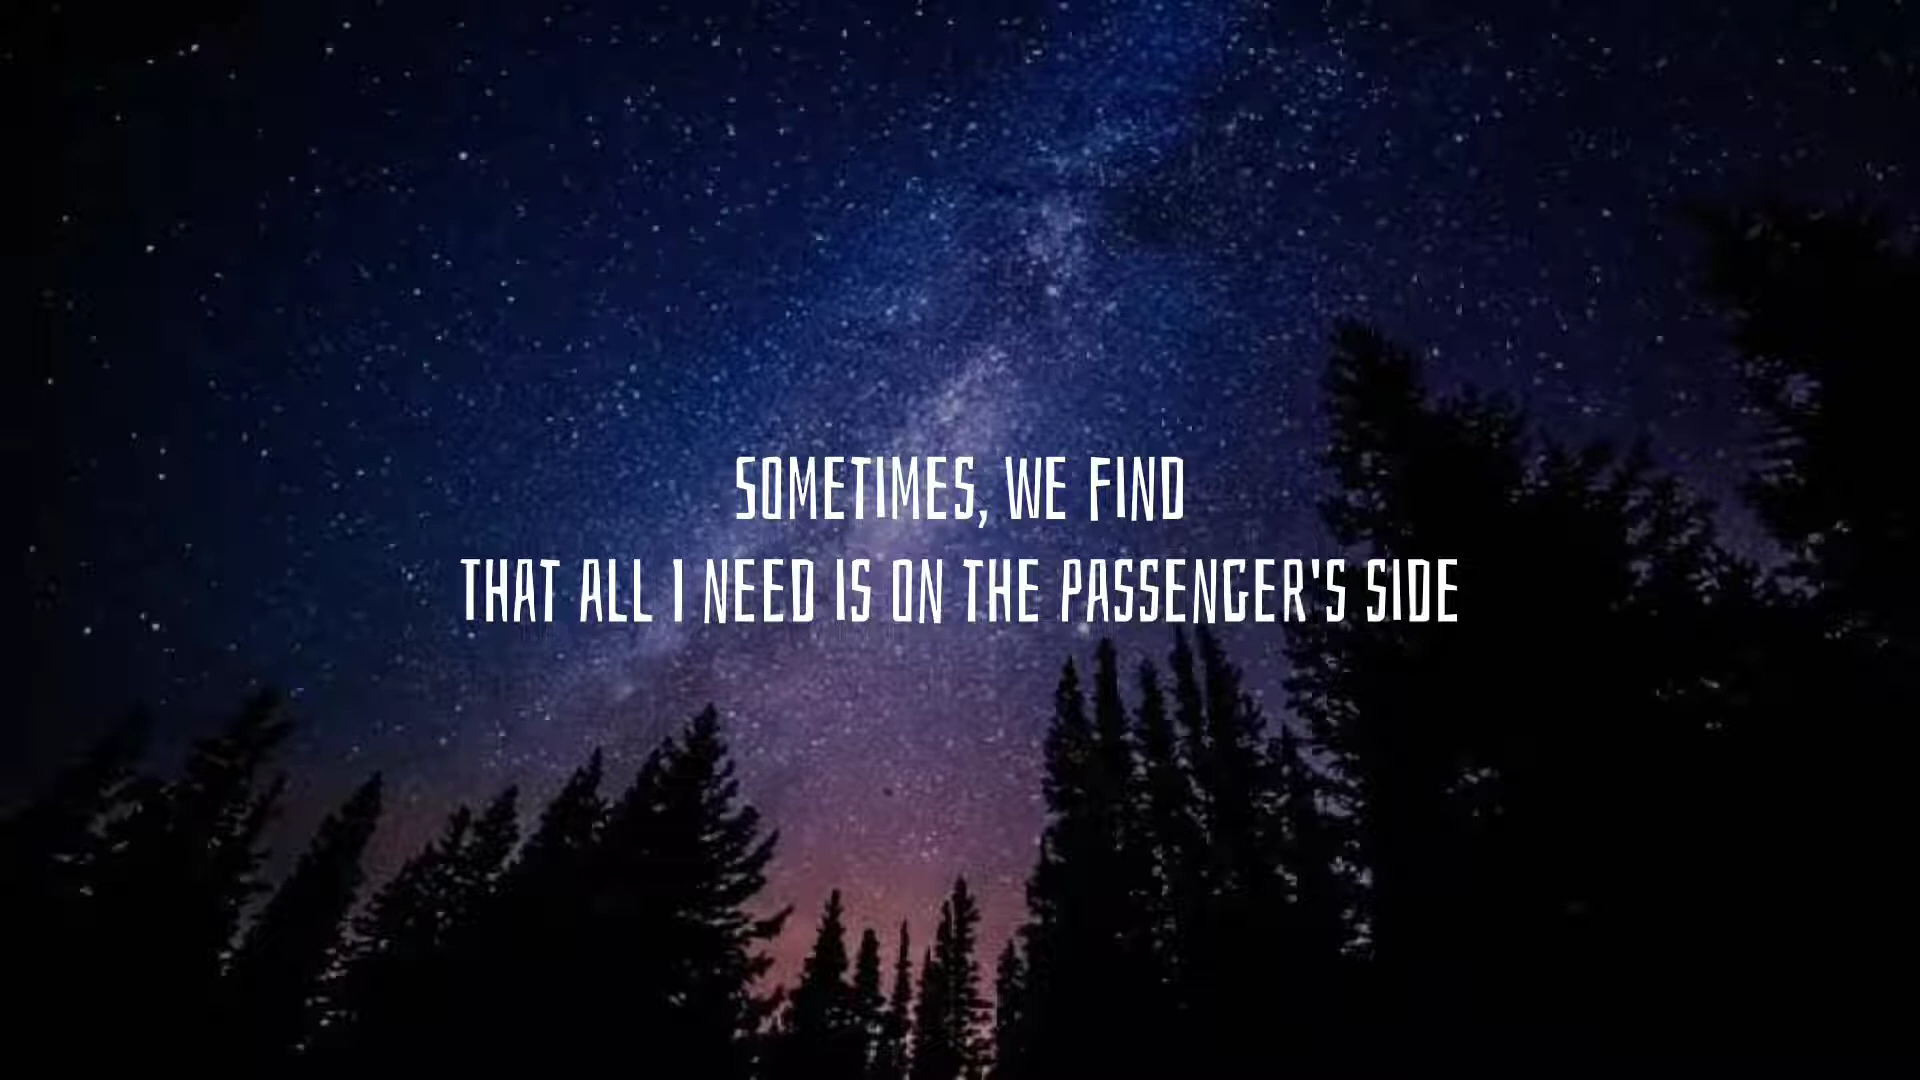 SOMETIMES, WE FIND
THAT ALL I NEED IS ON THE PASSENGER'S SIDE